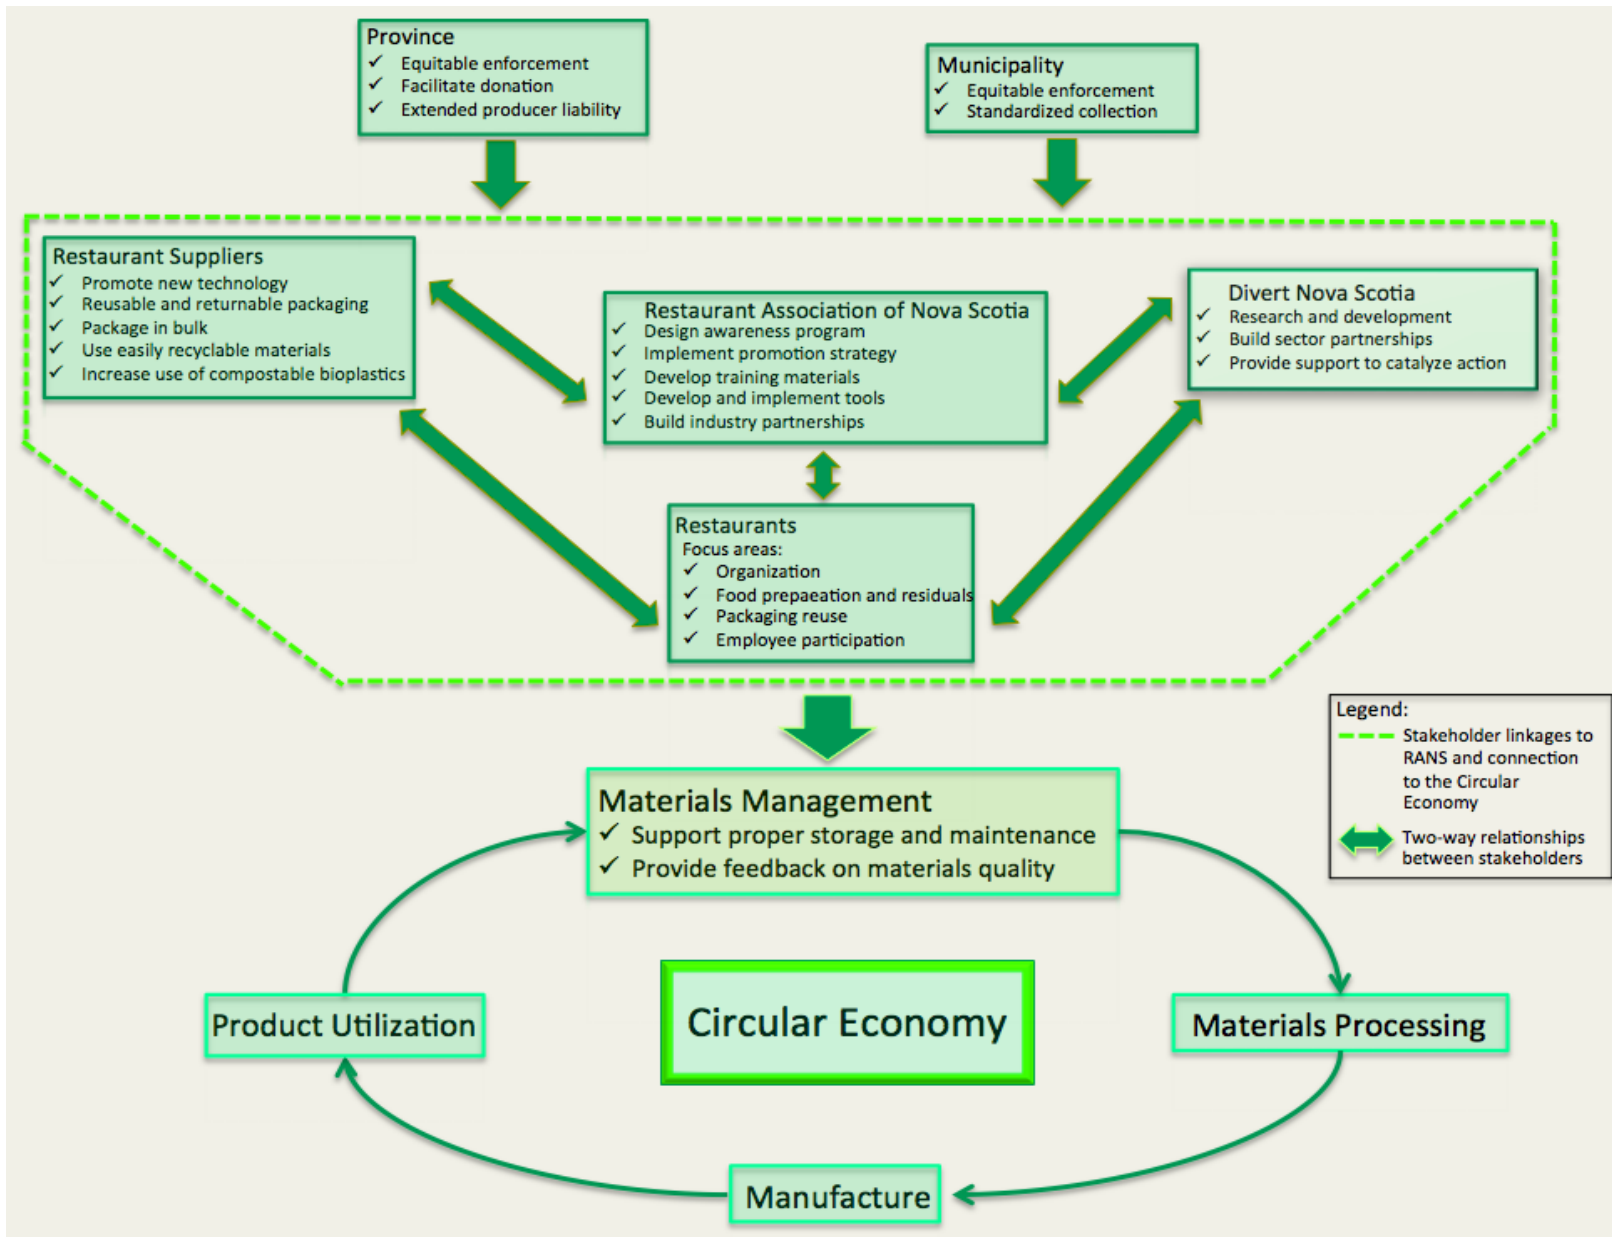 Province
✓ Equitable enforcement
✓ Facilitate donation
✓ Extended producer liability
Municipality
✓ Equitable enforcement
✓ Standardized collection
Restaurant Suppliers
✓ Promote new technology
✓ Reusable and returnable packaging
✓ Package in bulk
✓ Use easily recyclable materials
✓ Increase use of compostable bioplastics
Restaurant Association of Nova Scotia
✓ Design awareness program
✓ Implement promotion strategy
✓ Develop training materials
✓ Develop and implement tools
✓ Build industry partnerships
Divert Nova Scotia
✓ Research and development
✓ Build sector partnerships
✓ Provide support to catalyze action
Restaurants
Focus areas:
✓ Organization
✓ Food prepaeation and residuals
✓ Packaging reuse
✓ Employee participation
Legend:
Stakeholder linkages to
RANS and connection
to the Circular
Economy
Two-way relationships
between stakeholders
Materials Management
✓ Support proper storage and maintenance
✓ Provide feedback on materials quality
Product Utilization
Circular Economy
Materials Processing
Manufacture